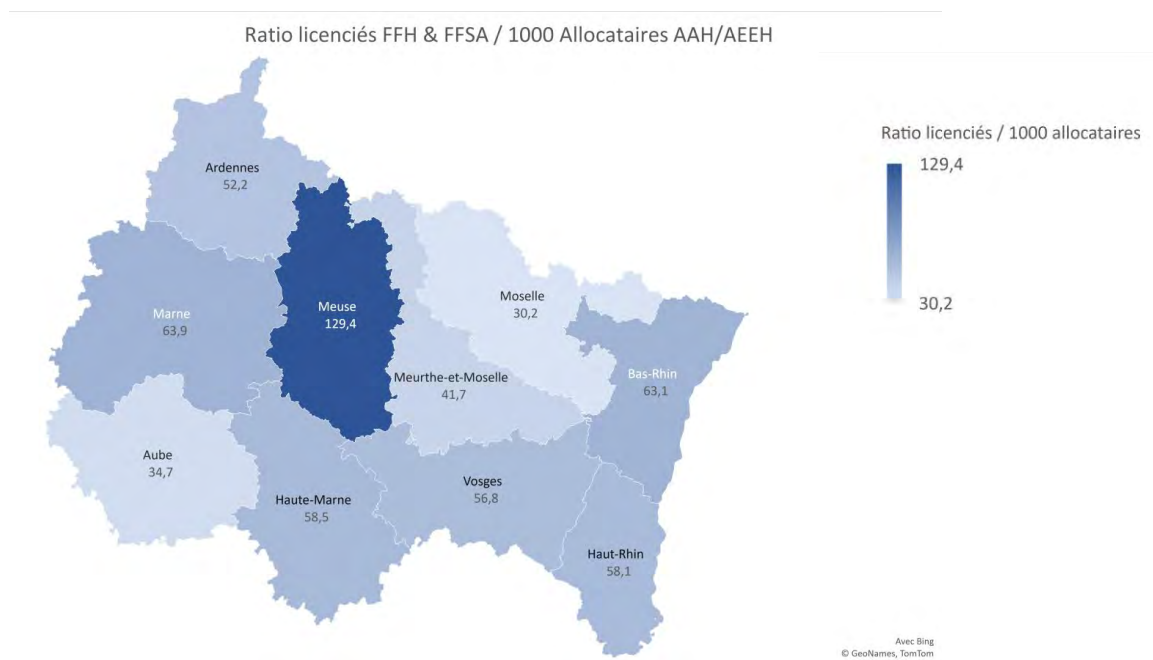 Ratio licenciés FFH & FFSA / 1000 Allocataires AAH/AEEH
Ratio licenciés / 1000 allocataires
129,4
30,2
Ardennes
52,2
Marne
63,9
Meuse
129,4
Moselle
30,2
Meurthe-et-Moselle
41,7
Bas-Rhin
63,1
Aube
34,7
Haute-Marne
58,5
Vosges
56,8
Haut-Rhin
58,1
Avec Bing
© GeoNames, TomTom